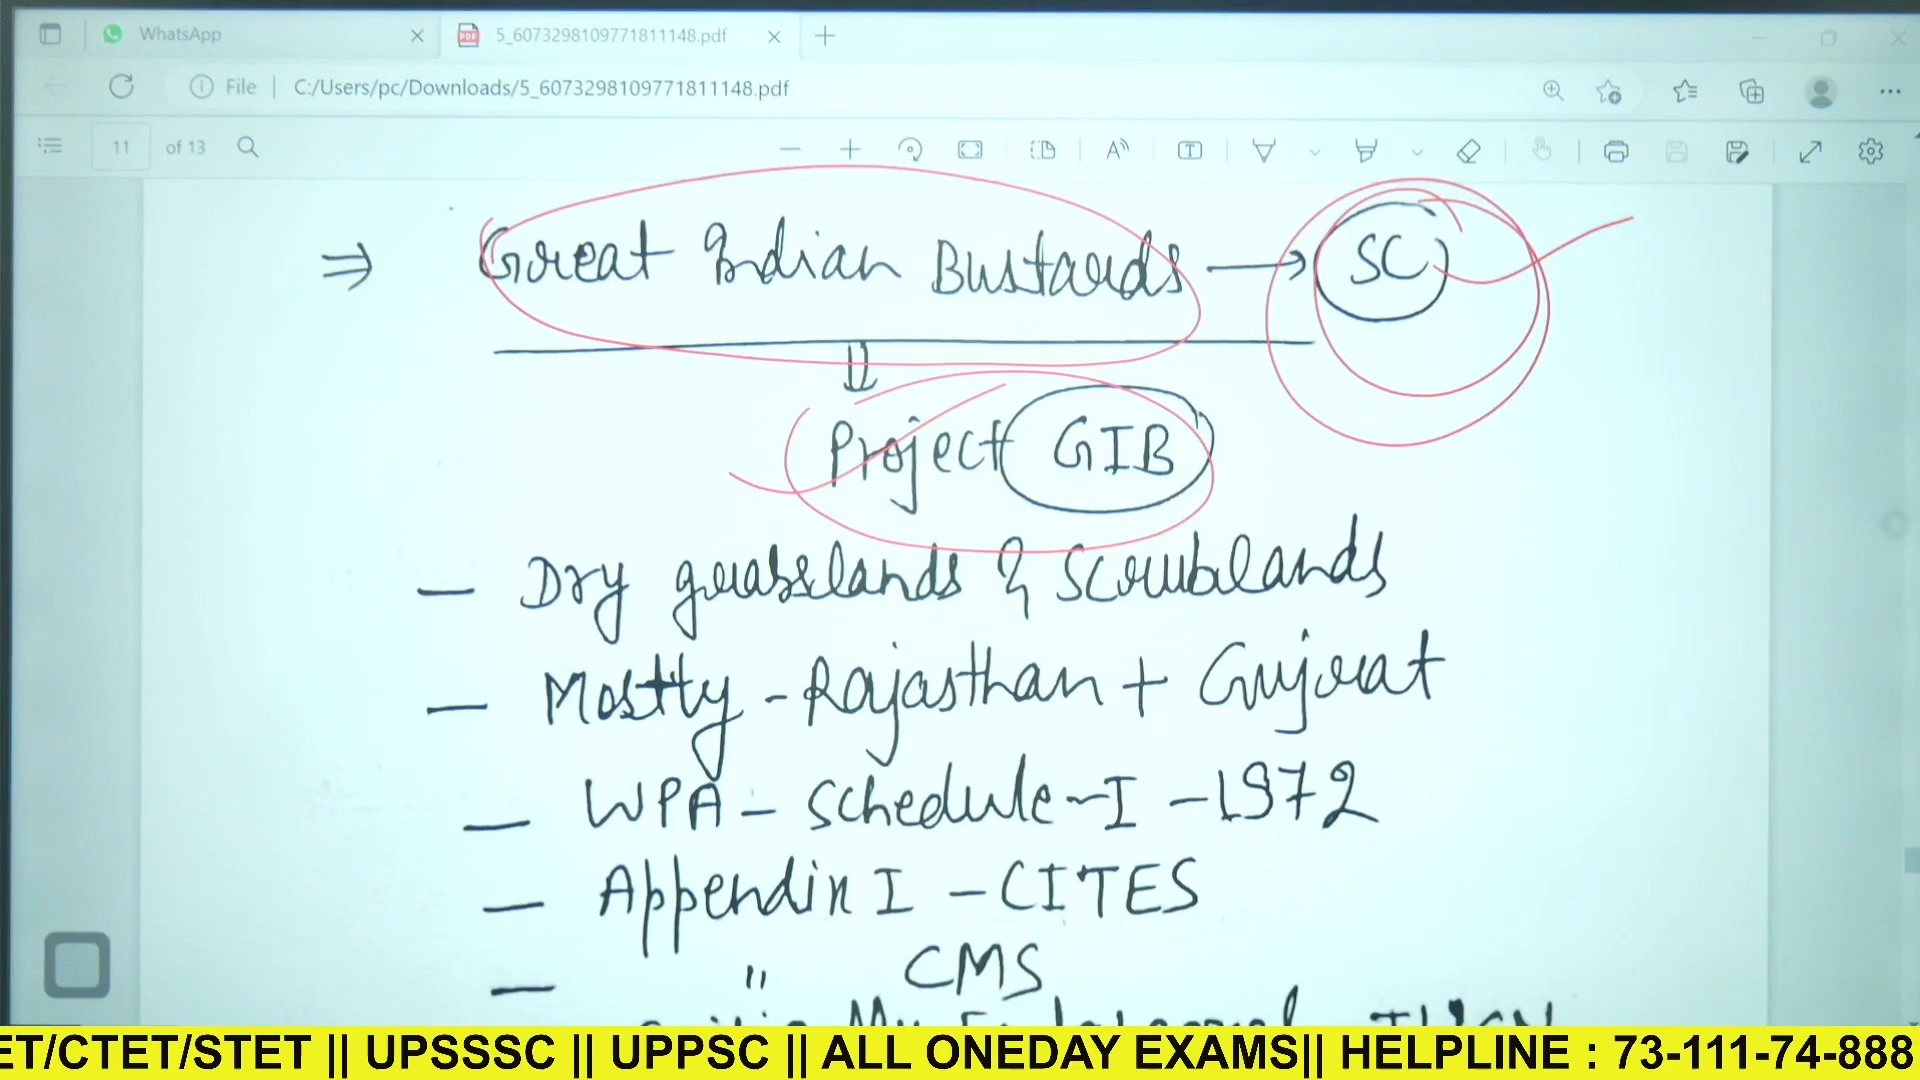 WhatsApp
5_6073298109771811148.pdf
File
C:/Users/pc/Downloads/5_6073298109771811148.pdf
11 of 13
⇒ Great Indian Bustards → SC
Project GIB
— Dry grasslands & Scrublands
— Mostly - Rajasthan + Gujrat
— WPA - Schedule - I - 1972
— Appendix I - CITES
— " CMS
ET/CTET/STET || UPSSSC || UPPSC || ALL ONEDAY EXAMS|| HELPLINE : 73-111-74-888